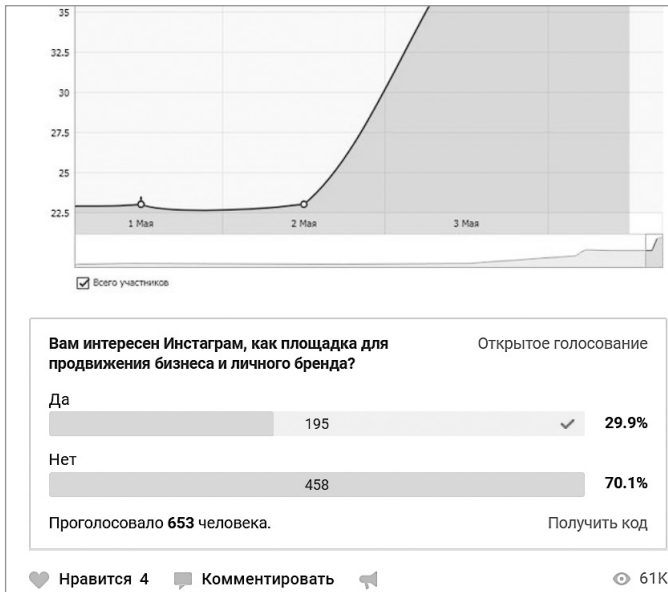 35
32.5
30
27.5
25
22.5
1 Мая 2 Мая 3 Мая
Всего участников
Вам интересен Инстаграм, как площадка для
продвижения бизнеса и личного бренда?
Открытое голосование
Да
195
29.9%
Нет
458
70.1%
Проголосовало 653 человека.
Получить код
Нравится 4 Комментировать 61K